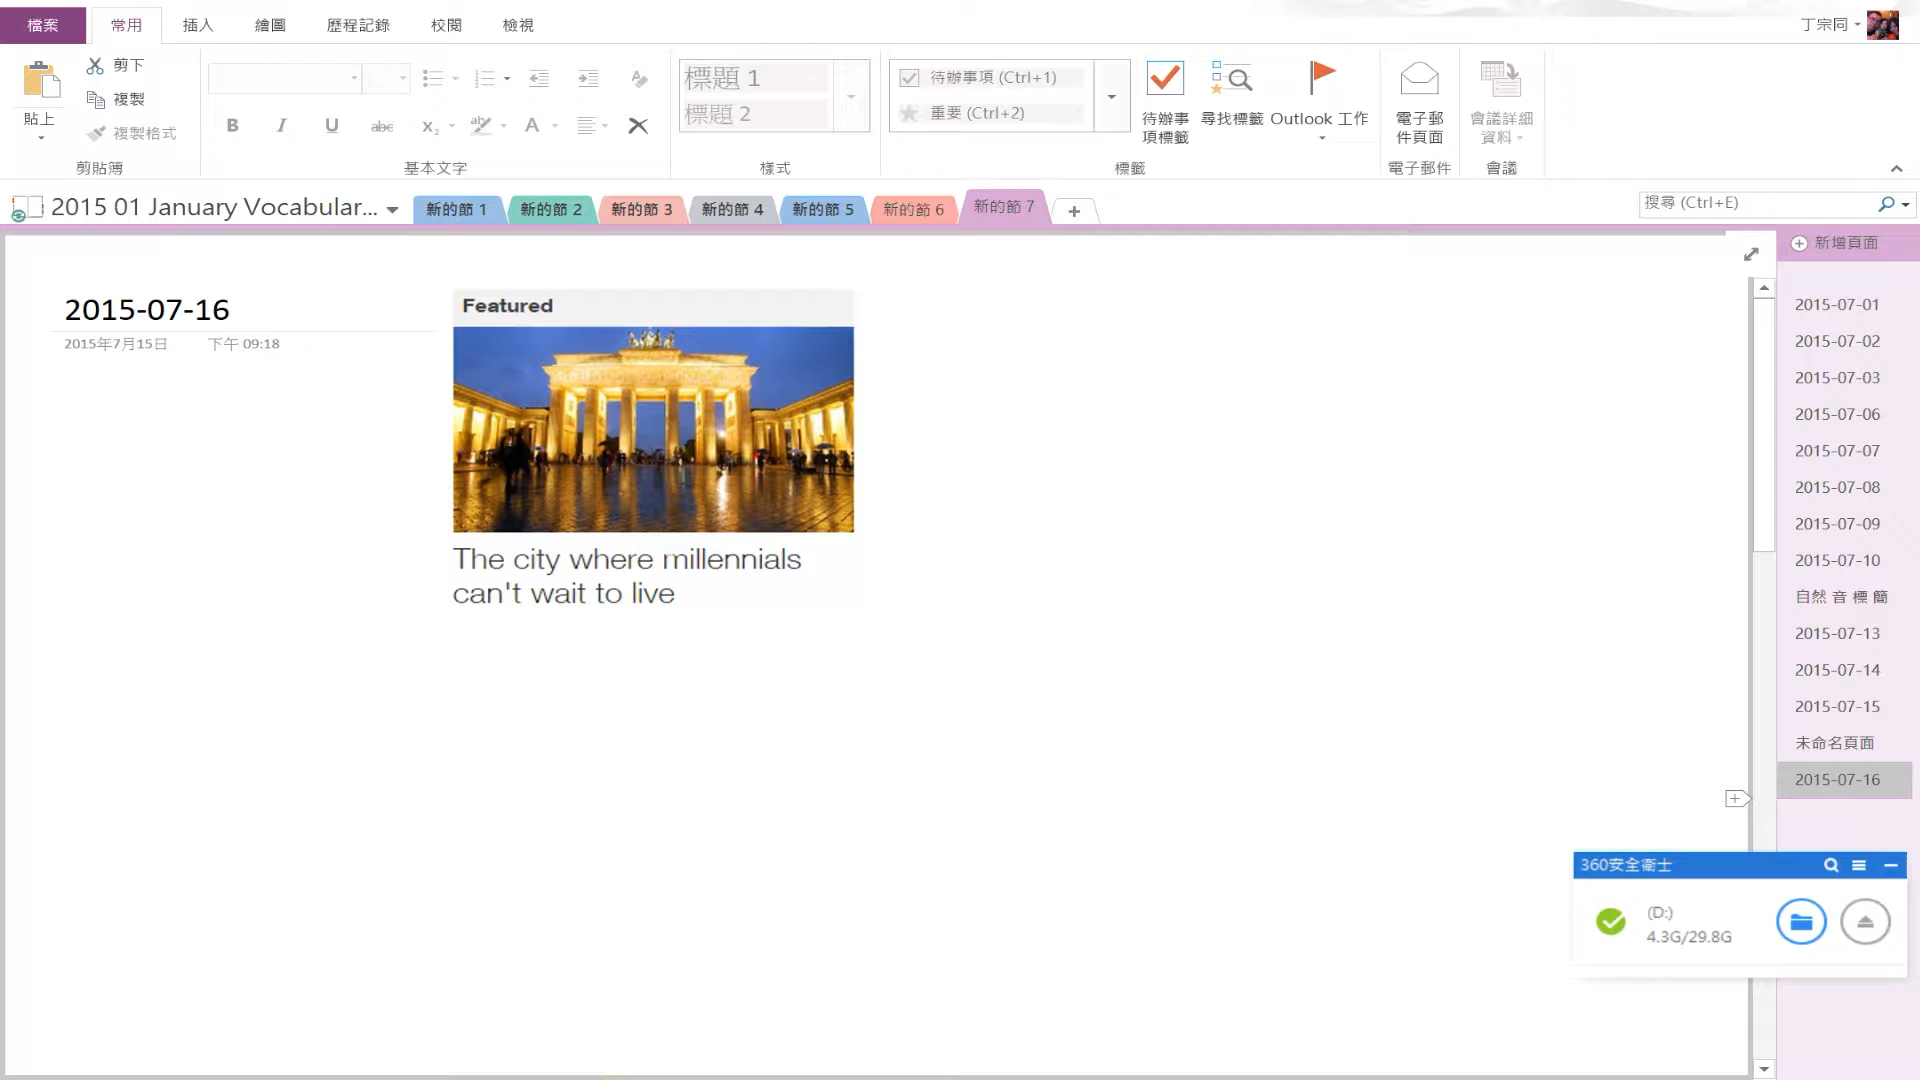 檔案 常用 插入 繪圖 歷程記錄 校閱 檢視 丁宗同
貼上
剪下
複製
複製格式
剪貼簿
B I U abc X₂ ab A
基本文字
標題 1
標題 2
樣式
待辦事項 (Ctrl+1)
重要 (Ctrl+2)
待辦事
項標籤
尋找標籤
Outlook 工作
標籤
電子郵
件頁面
電子郵件
會議詳細
資料
會議
2015 01 January Vocabular...
新的節 1 新的節 2 新的節 3 新的節 4 新的節 5 新的節 6 新的節 7
搜尋 (Ctrl+E)
新增頁面
2015-07-16
2015年7月15日 下午 09:18
Featured
The city where millennials
can't wait to live
2015-07-01
2015-07-02
2015-07-03
2015-07-06
2015-07-07
2015-07-08
2015-07-09
2015-07-10
自然 音 標 簡
2015-07-13
2015-07-14
2015-07-15
未命名頁面
2015-07-16
360安全衛士
(D:)
4.3G/29.8G